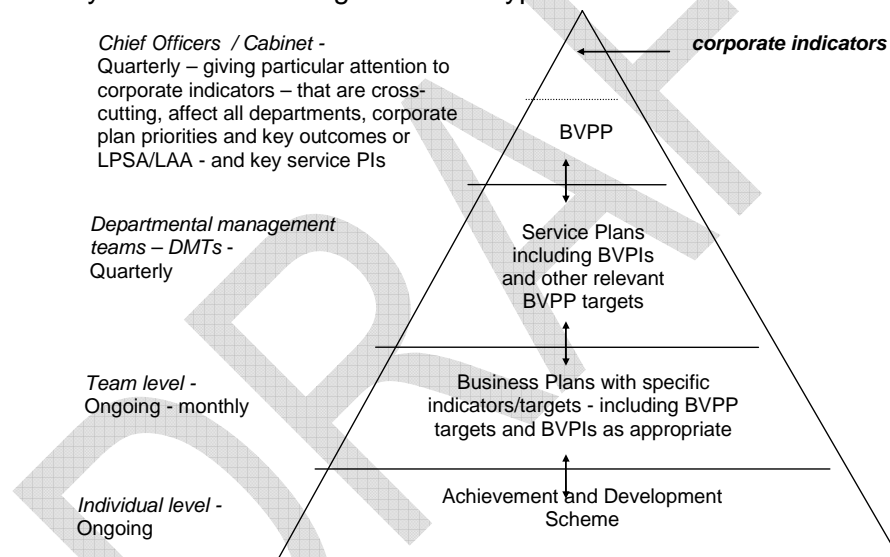 Chief Officers / Cabinet -
Quarterly – giving particular attention to
corporate indicators – that are cross-
cutting, affect all departments, corporate
plan priorities and key outcomes or
LPSA/LAA - and key service PIs
corporate indicators
BVPP
Departmental management
teams – DMTs -
Quarterly
Service Plans
including BVPIs
and other relevant
BVPP targets
Team level -
Ongoing - monthly
Business Plans with specific
indicators/targets - including BVPP
targets and BVPIs as appropriate
Individual level -
Ongoing
Achievement and Development
Scheme
DRAF